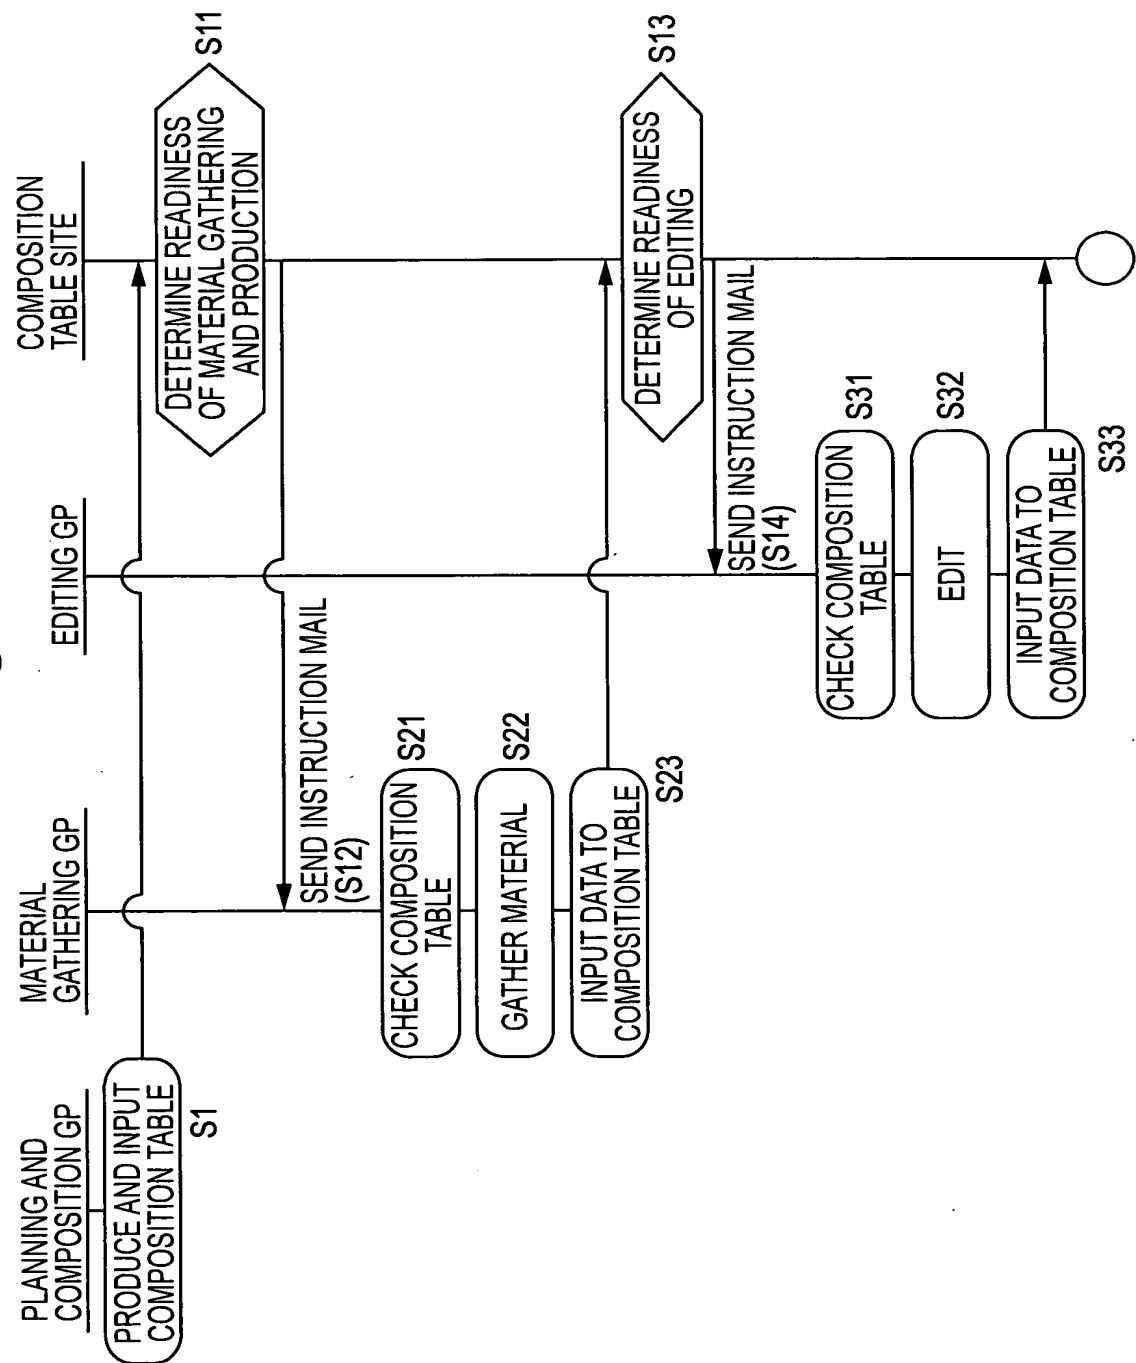 PLANNING AND
COMPOSITION GP
MATERIAL
GATHERING GP
EDITING GP
COMPOSITION
TABLE SITE
PRODUCE AND INPUT
COMPOSITION TABLE
S1
DETERMINE READINESS
OF MATERIAL GATHERING
AND PRODUCTION
S11
SEND INSTRUCTION MAIL
(S12)
CHECK COMPOSITION
TABLE
S21
GATHER MATERIAL
S22
INPUT DATA TO
COMPOSITION TABLE
S23
DETERMINE READINESS
OF EDITING
S13
SEND INSTRUCTION MAIL
(S14)
CHECK COMPOSITION
TABLE
S31
EDIT
S32
INPUT DATA TO
COMPOSITION TABLE
S33